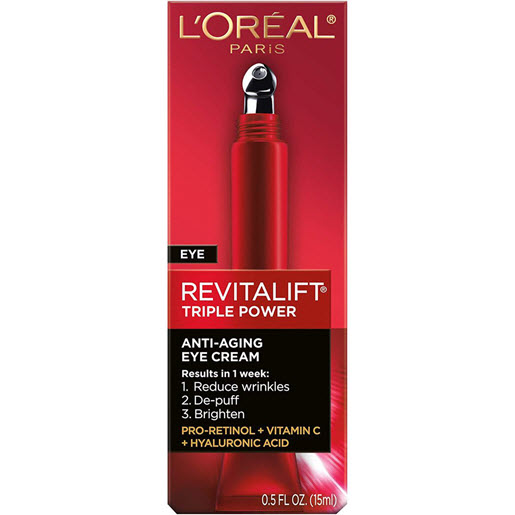 L'ORÉAL®
PARIS
EYE
REVITALIFT®
TRIPLE POWER
ANTI-AGING
EYE CREAM
Results in 1 week:
1. Reduce wrinkles
2. De-puff
3. Brighten
PRO-RETINOL + VITAMIN C
+ HYALURONIC ACID
0.5 FL OZ. (15ml)